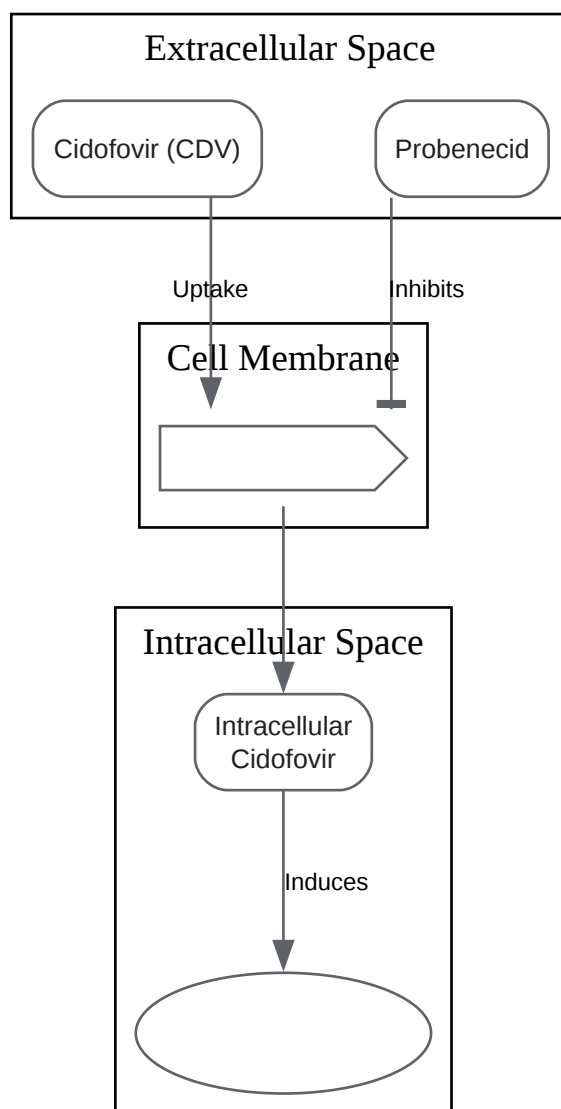 Extracellular Space
Cidofovir (CDV)
Probenecid
Uptake
Inhibits
Cell Membrane
Intracellular Space
Intracellular
Cidofovir
Induces